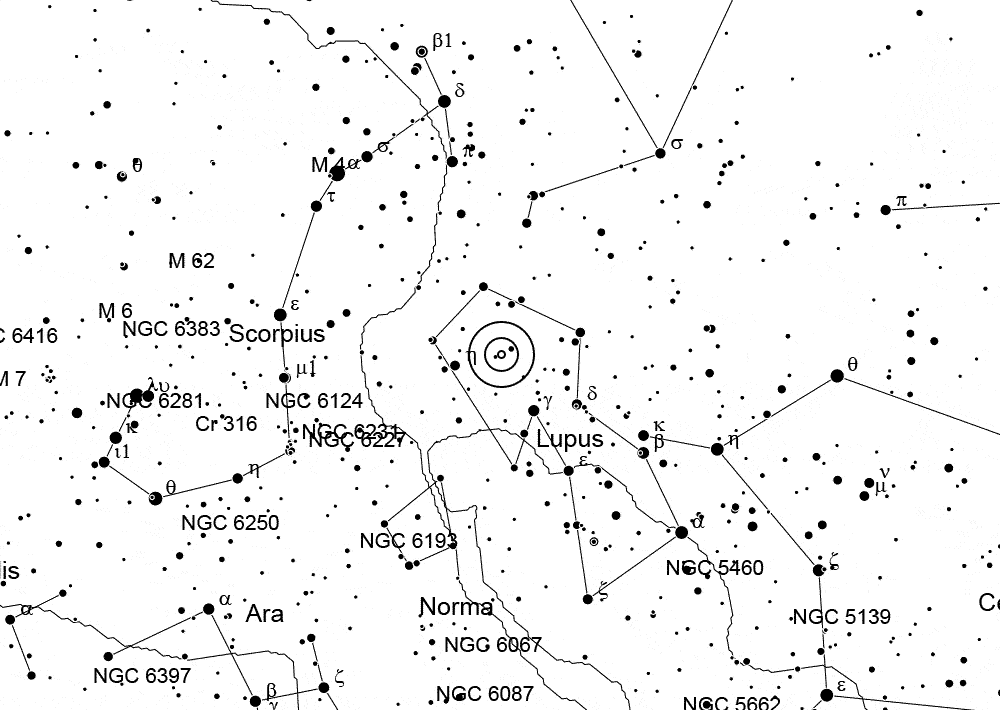 β1
δ
σ
π
M 4 α
σ
θ
τ
π
M 62
ε
M 6
NGC 6383
Scorpius
C 6416
η
θ
μ1
M 7
λυ
NGC 6281
NGC 6124
δ
γ
Cr 316
κ
NGC 6231
NGC 6227
Lupus
κ
β
η
ι1
ε
η
θ
ν
μ
NGC 6250
α
NGC 6193
ζ
NGC 5460
lis
ζ
α
α
Ara
Norma
Ce
NGC 5139
NGC 6067
NGC 6397
ζ
β
γ
NGC 6087
ε
NGC 5662